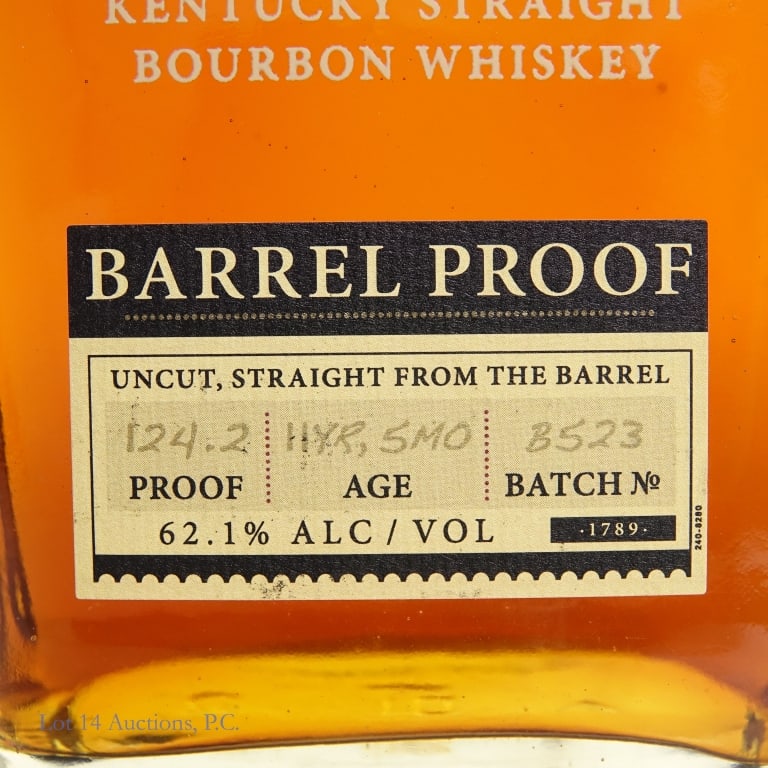 KENTUCKY STRAIGHT
BOURBON WHISKEY
BARREL PROOF
UNCUT, STRAIGHT FROM THE BARREL
124.2 11YR, 5MO B523
PROOF AGE BATCH №
62.1% ALC / VOL ·1789·
240-8280
Lot 14 Auctions, P.C.